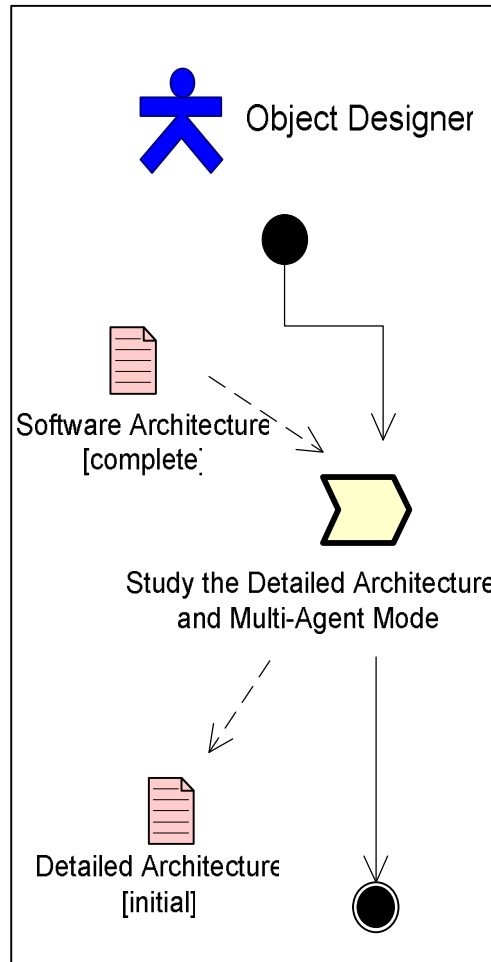 Object Designer
Software Architecture
[complete]
Study the Detailed Architecture
and Multi-Agent Mode
Detailed Architecture
[initial]